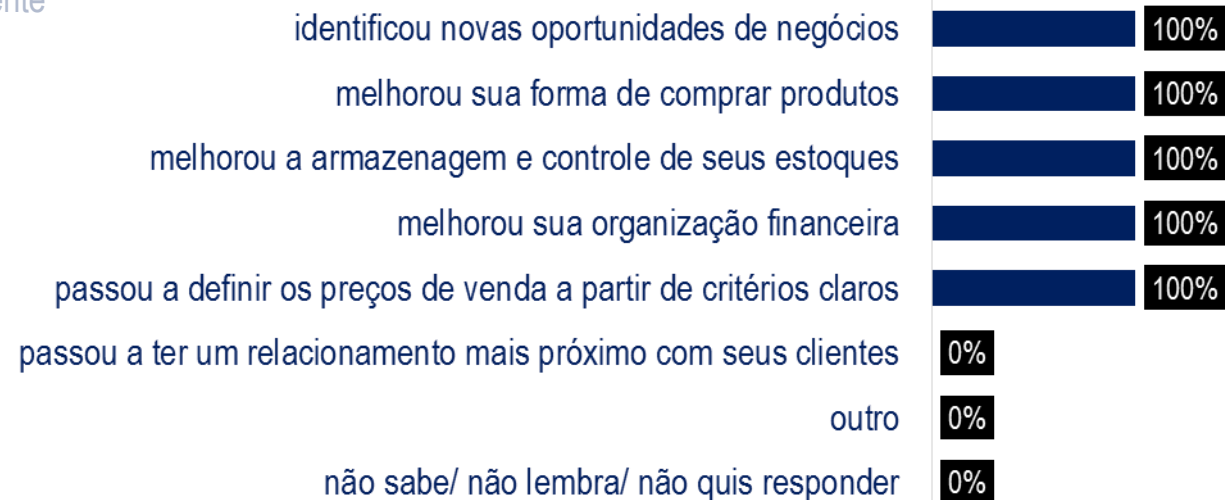 identificou novas oportunidades de negócios 100%
melhorou sua forma de comprar produtos 100%
melhorou a armazenagem e controle de seus estoques 100%
melhorou sua organização financeira 100%
passou a definir os preços de venda a partir de critérios claros 100%
passou a ter um relacionamento mais próximo com seus clientes 0%
outro 0%
não sabe/ não lembra/ não quis responder 0%